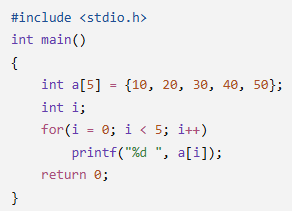 #include <stdio.h>
int main()
{
    int a[5] = {10, 20, 30, 40, 50};
    int i;
    for(i = 0; i < 5; i++)
        printf("%d ", a[i]);
    return 0;
}